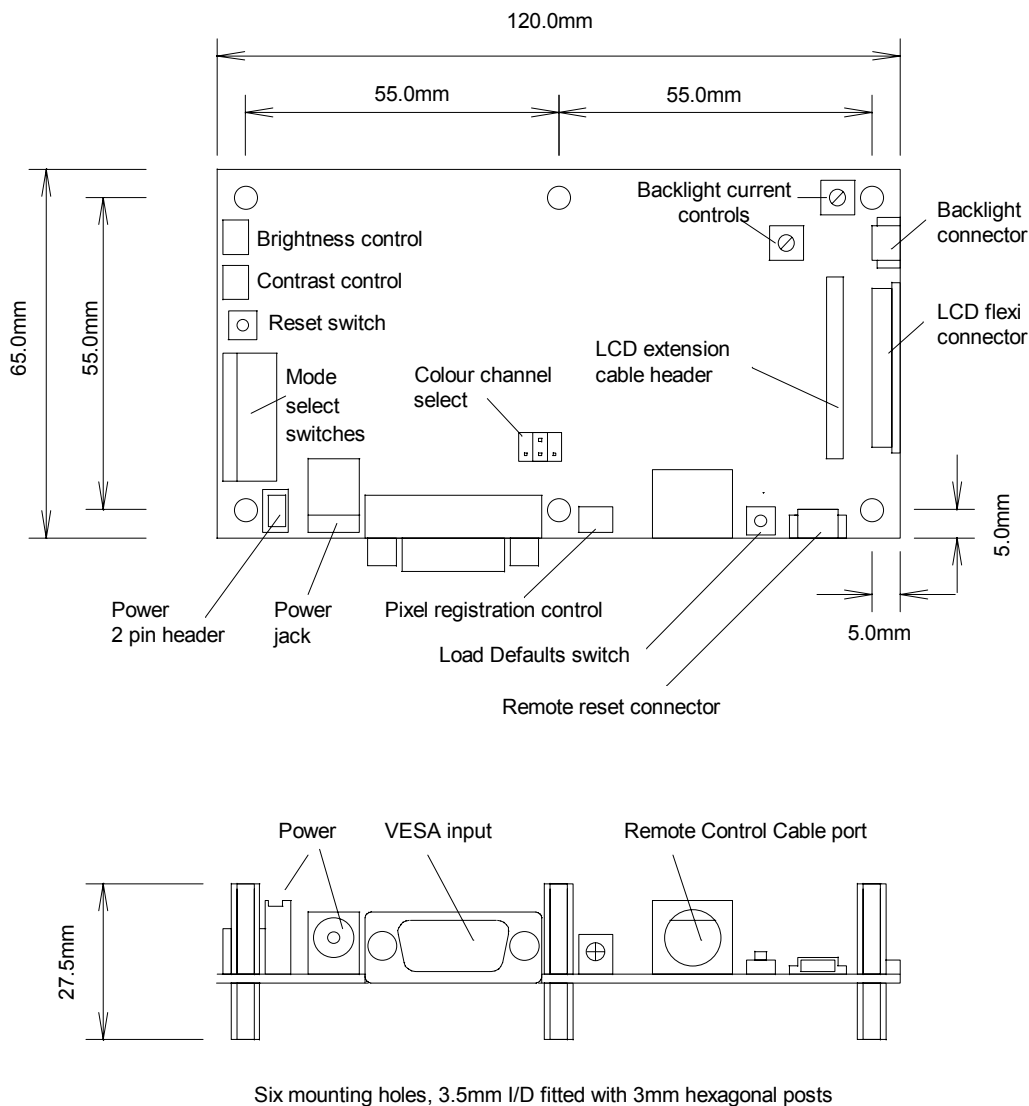 120.0mm
55.0mm
55.0mm
65.0mm
55.0mm
Backlight current
controls
Backlight
connector
Brightness control
Contrast control
Reset switch
Mode
select
switches
Colour channel
select
LCD extension
cable header
LCD flexi
connector
5.0mm
5.0mm
Power
2 pin header
Power
jack
Pixel registration control
Load Defaults switch
Remote reset connector
Power
VESA input
Remote Control Cable port
27.5mm
Six mounting holes, 3.5mm I/D fitted with 3mm hexagonal posts